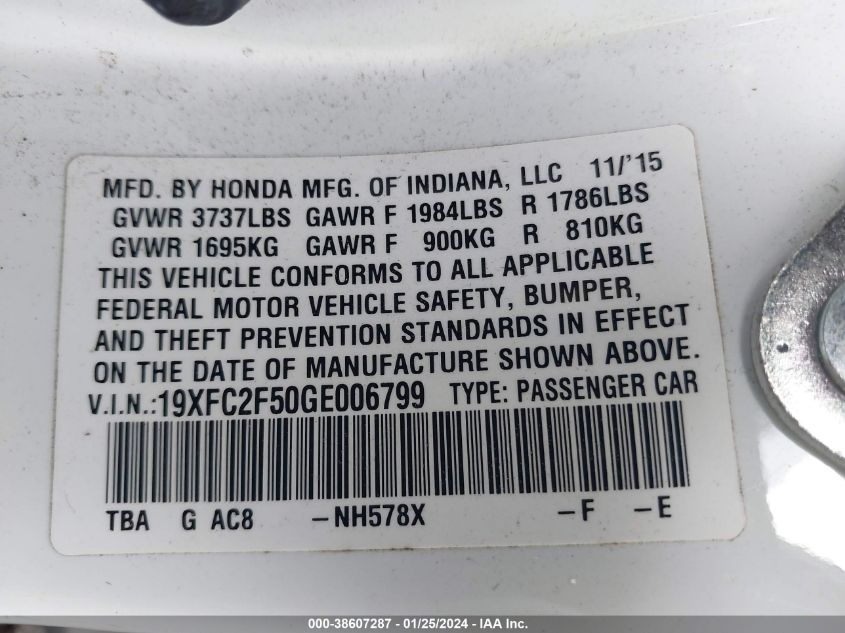 MFD. BY HONDA MFG. OF INDIANA, LLC 11/'15
GVWR 3737LBS GAWR F 1984LBS R 1786LBS
GVWR 1695KG GAWR F 900KG R 810KG
THIS VEHICLE CONFORMS TO ALL APPLICABLE
FEDERAL MOTOR VEHICLE SAFETY, BUMPER,
AND THEFT PREVENTION STANDARDS IN EFFECT
ON THE DATE OF MANUFACTURE SHOWN ABOVE.
V.I.N.:19XFC2F50GE006799 TYPE: PASSENGER CAR
TBA G AC8 –NH578X –F –E
000-38607287 - 01/25/2024 - IAA Inc.